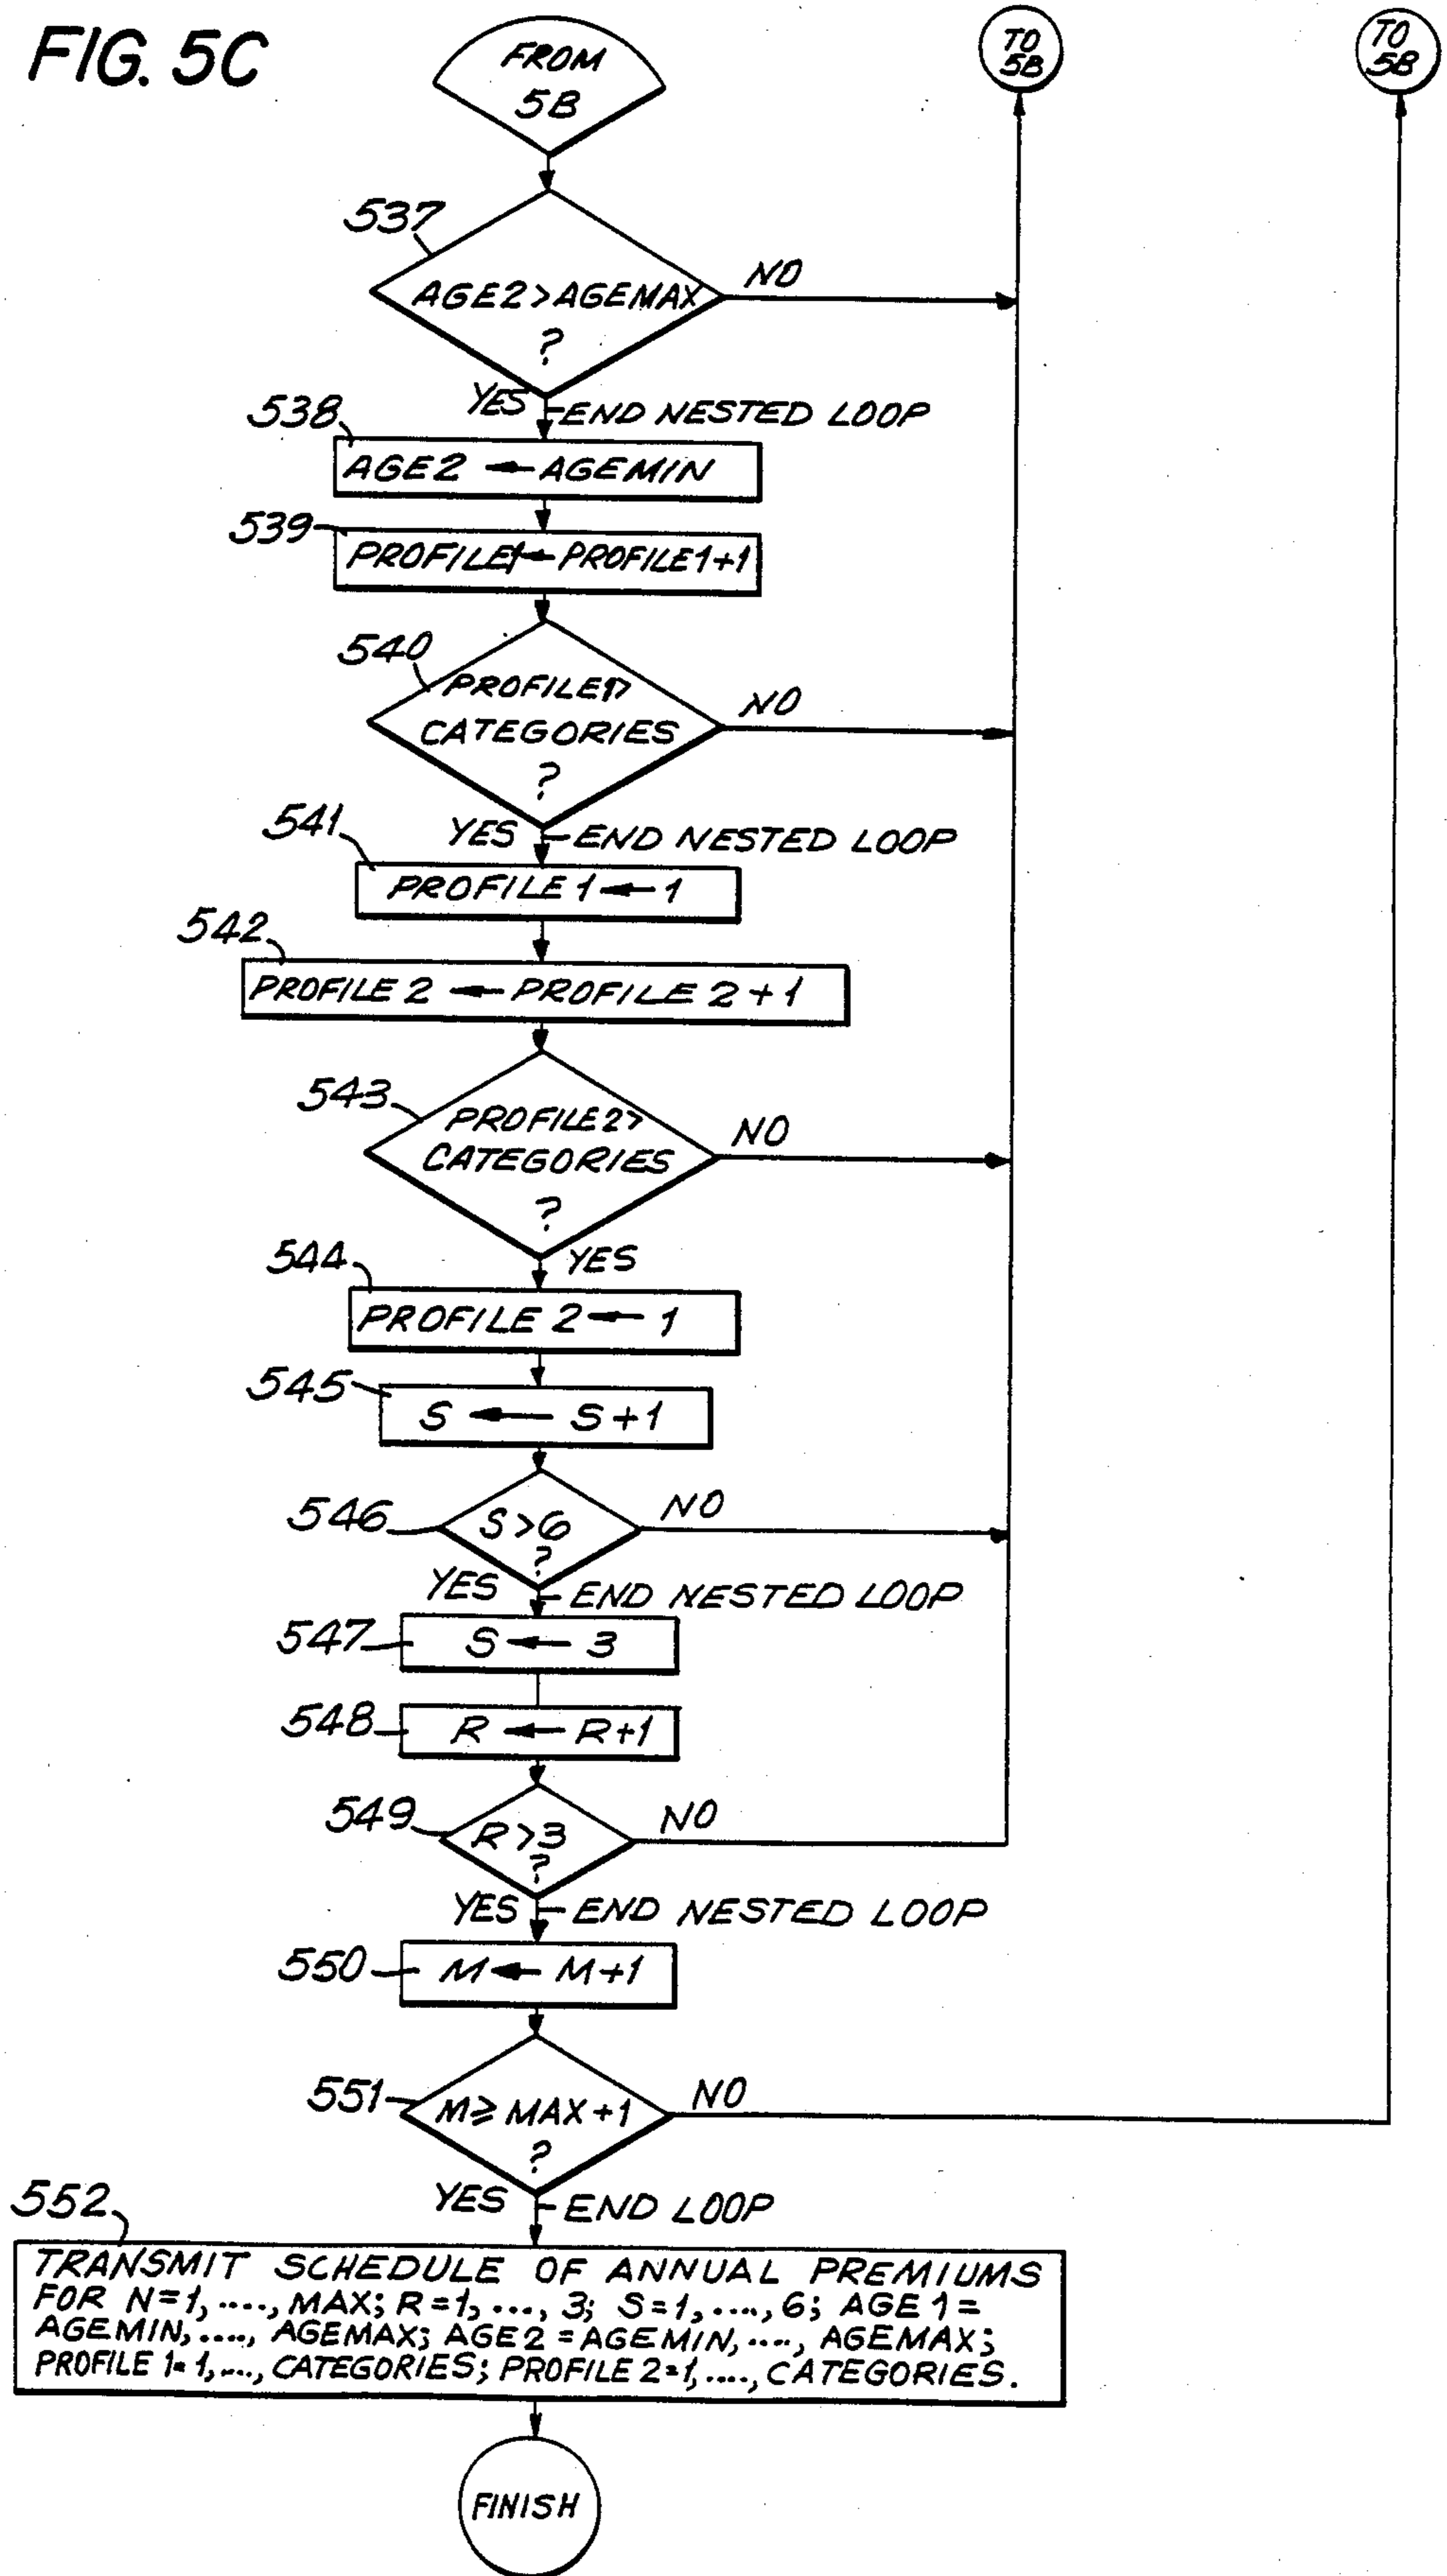 FIG. 5C
FROM
5B
TO
5B
TO
5B
537
AGE2>AGEMAX
?
NO
YES
END NESTED LOOP
538
AGE2 ← AGEMIN
539
PROFILE1← PROFILE1+1
540
PROFILE1>
CATEGORIES
?
NO
YES
END NESTED LOOP
541
PROFILE 1 ← 1
542
PROFILE 2 ← PROFILE 2 + 1
543
PROFILE 2>
CATEGORIES
?
NO
YES
544
PROFILE 2 ← 1
545
S ← S+1
546
S>6
?
NO
YES
END NESTED LOOP
547
S ← 3
548
R ← R+1
549
R>3
?
NO
YES
END NESTED LOOP
550
M ← M+1
551
M≥ MAX+1
?
NO
YES
END LOOP
552
TRANSMIT SCHEDULE OF ANNUAL PREMIUMS
FOR N=1, ...., MAX; R=1, ..., 3; S=1, ...., 6; AGE 1 =
AGEMIN, ...., AGEMAX; AGE 2 = AGEMIN, ...., AGEMAX;
PROFILE 1=1, ...., CATEGORIES; PROFILE 2=1, ...., CATEGORIES.
FINISH